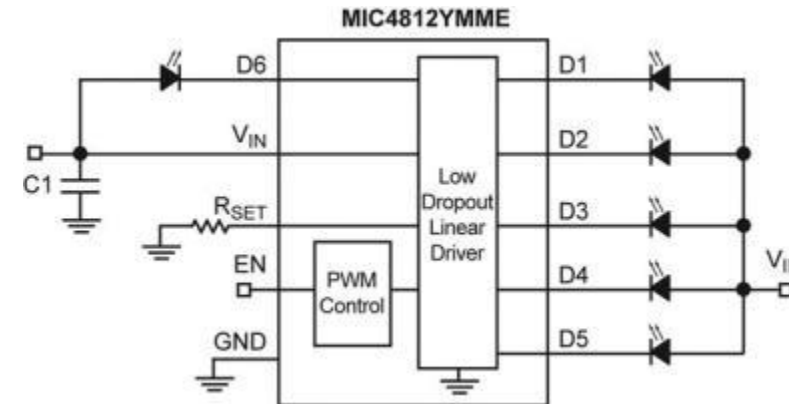 MIC4812YMME
D6
D1
VIN
D2
C1
Low
Dropout
Linear
Driver
RSET
D3
EN
PWM
Control
D4
GND
D5